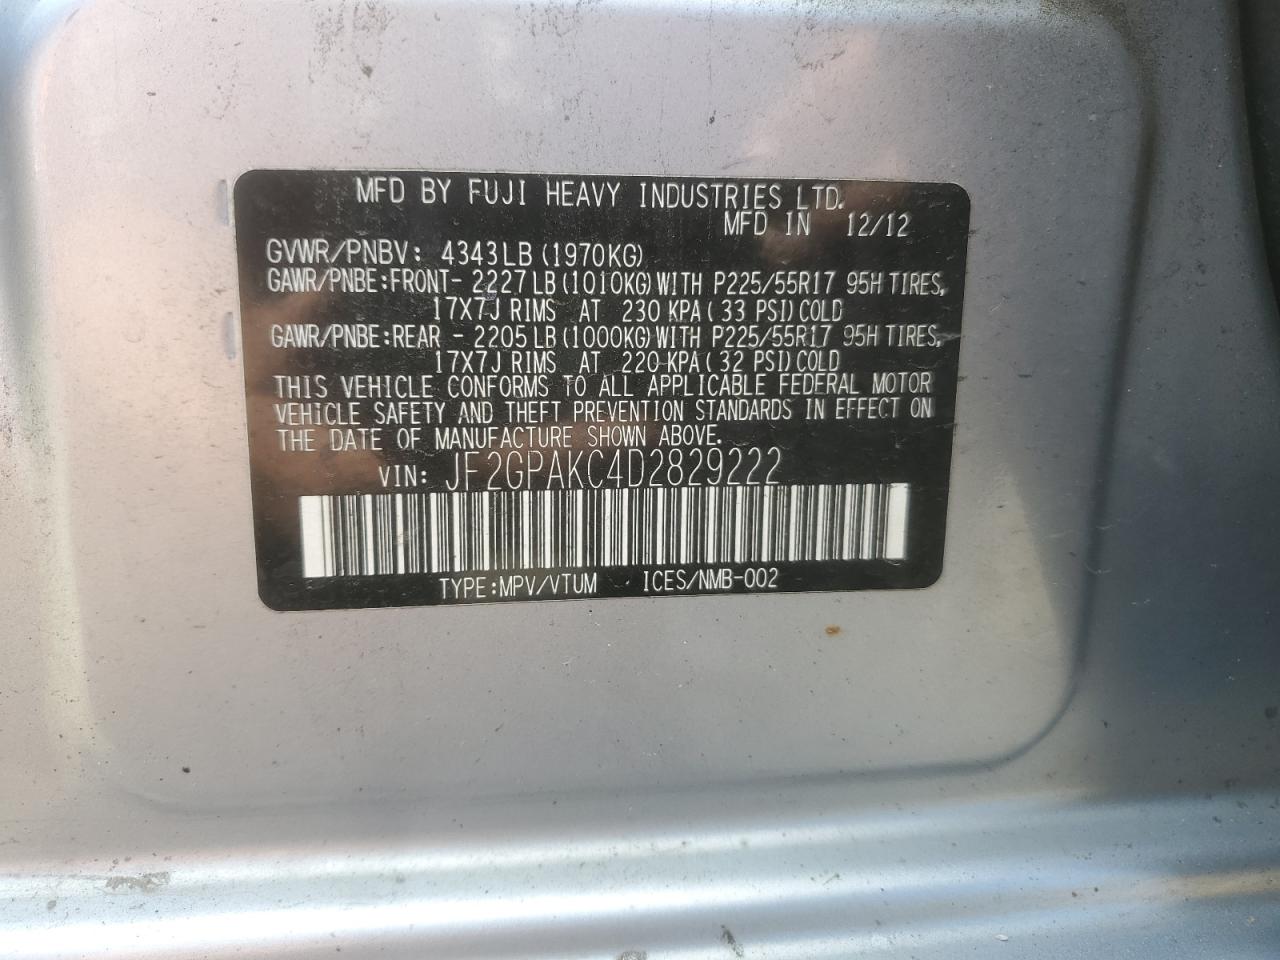 MFD BY FUJI HEAVY INDUSTRIES LTD.
MFD IN 12/12
GVWR/PNBV: 4343LB(1970KG)
GAWR/PNBE:FRONT- 2227LB(1010KG)WITH P225/55R17 95H TIRES,
17X7J RIMS AT 230 KPA(33 PSI)COLD
GAWR/PNBE:REAR - 2205LB(1000KG)WITH P225/55R17 95H TIRES,
17X7J RIMS AT 220 KPA(32 PSI)COLD
THIS VEHICLE CONFORMS TO ALL APPLICABLE FEDERAL MOTOR
VEHICLE SAFETY AND THEFT PREVENTION STANDARDS IN EFFECT ON
THE DATE OF MANUFACTURE SHOWN ABOVE.
VIN: JF2GPAKC4D2829222
TYPE:MPV/VTUM ICES/NMB-002